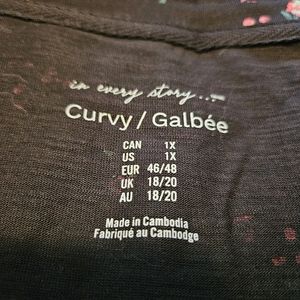 in every story...
Curvy / Galbée
CAN 1X
US 1X
EUR 46/48
UK 18/20
AU 18/20
Made in Cambodia
Fabriqué au Cambodge